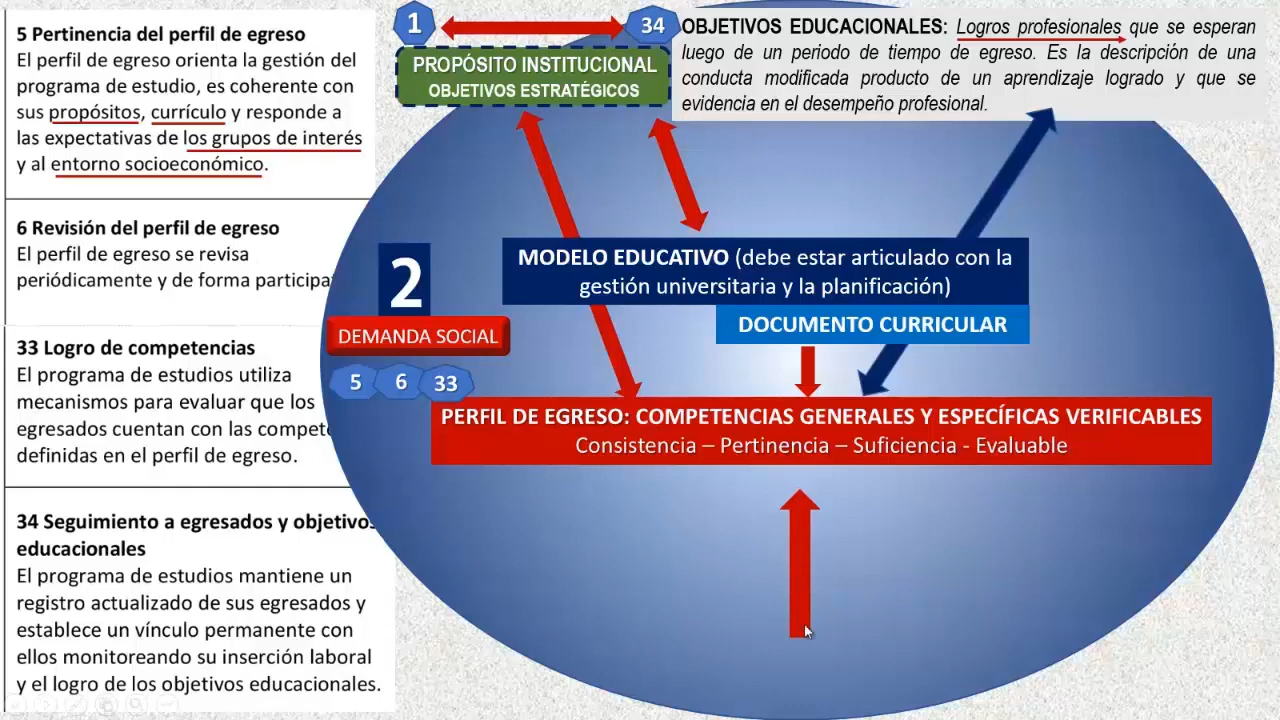 5 Pertinencia del perfil de egreso
El perfil de egreso orienta la gestión del
programa de estudio, es coherente con
sus propósitos, currículo y responde a
las expectativas de los grupos de interés
y al entorno socioeconómico.
6 Revisión del perfil de egreso
El perfil de egreso se revisa
periódicamente y de forma
33 Logro de competencias
El programa de estudios utiliza
mecanismos para evaluar que los
egresados cuentan con las
definidas en el perfil de egreso.
34 Seguimiento a egresados y
educacionales
El programa de estudios mantiene un
registro actualizado de sus egresados y
establece un vínculo permanente con
ellos monitoreando su inserción laboral
y el logro de los objetivos educacionales.
1
34
PROPÓSITO INSTITUCIONAL
OBJETIVOS ESTRATÉGICOS
OBJETIVOS EDUCACIONALES: Logros profesionales que se esperan
luego de un periodo de tiempo de egreso. Es la descripción de una
conducta modificada producto de un aprendizaje logrado y que se
evidencia en el desempeño profesional.
MODELO EDUCATIVO (debe estar articulado con la
gestión universitaria y la planificación)
DOCUMENTO CURRICULAR
2
DEMANDA SOCIAL
5 6 33
PERFIL DE EGRESO: COMPETENCIAS GENERALES Y ESPECÍFICAS VERIFICABLES
Consistencia – Pertinencia – Suficiencia - Evaluable